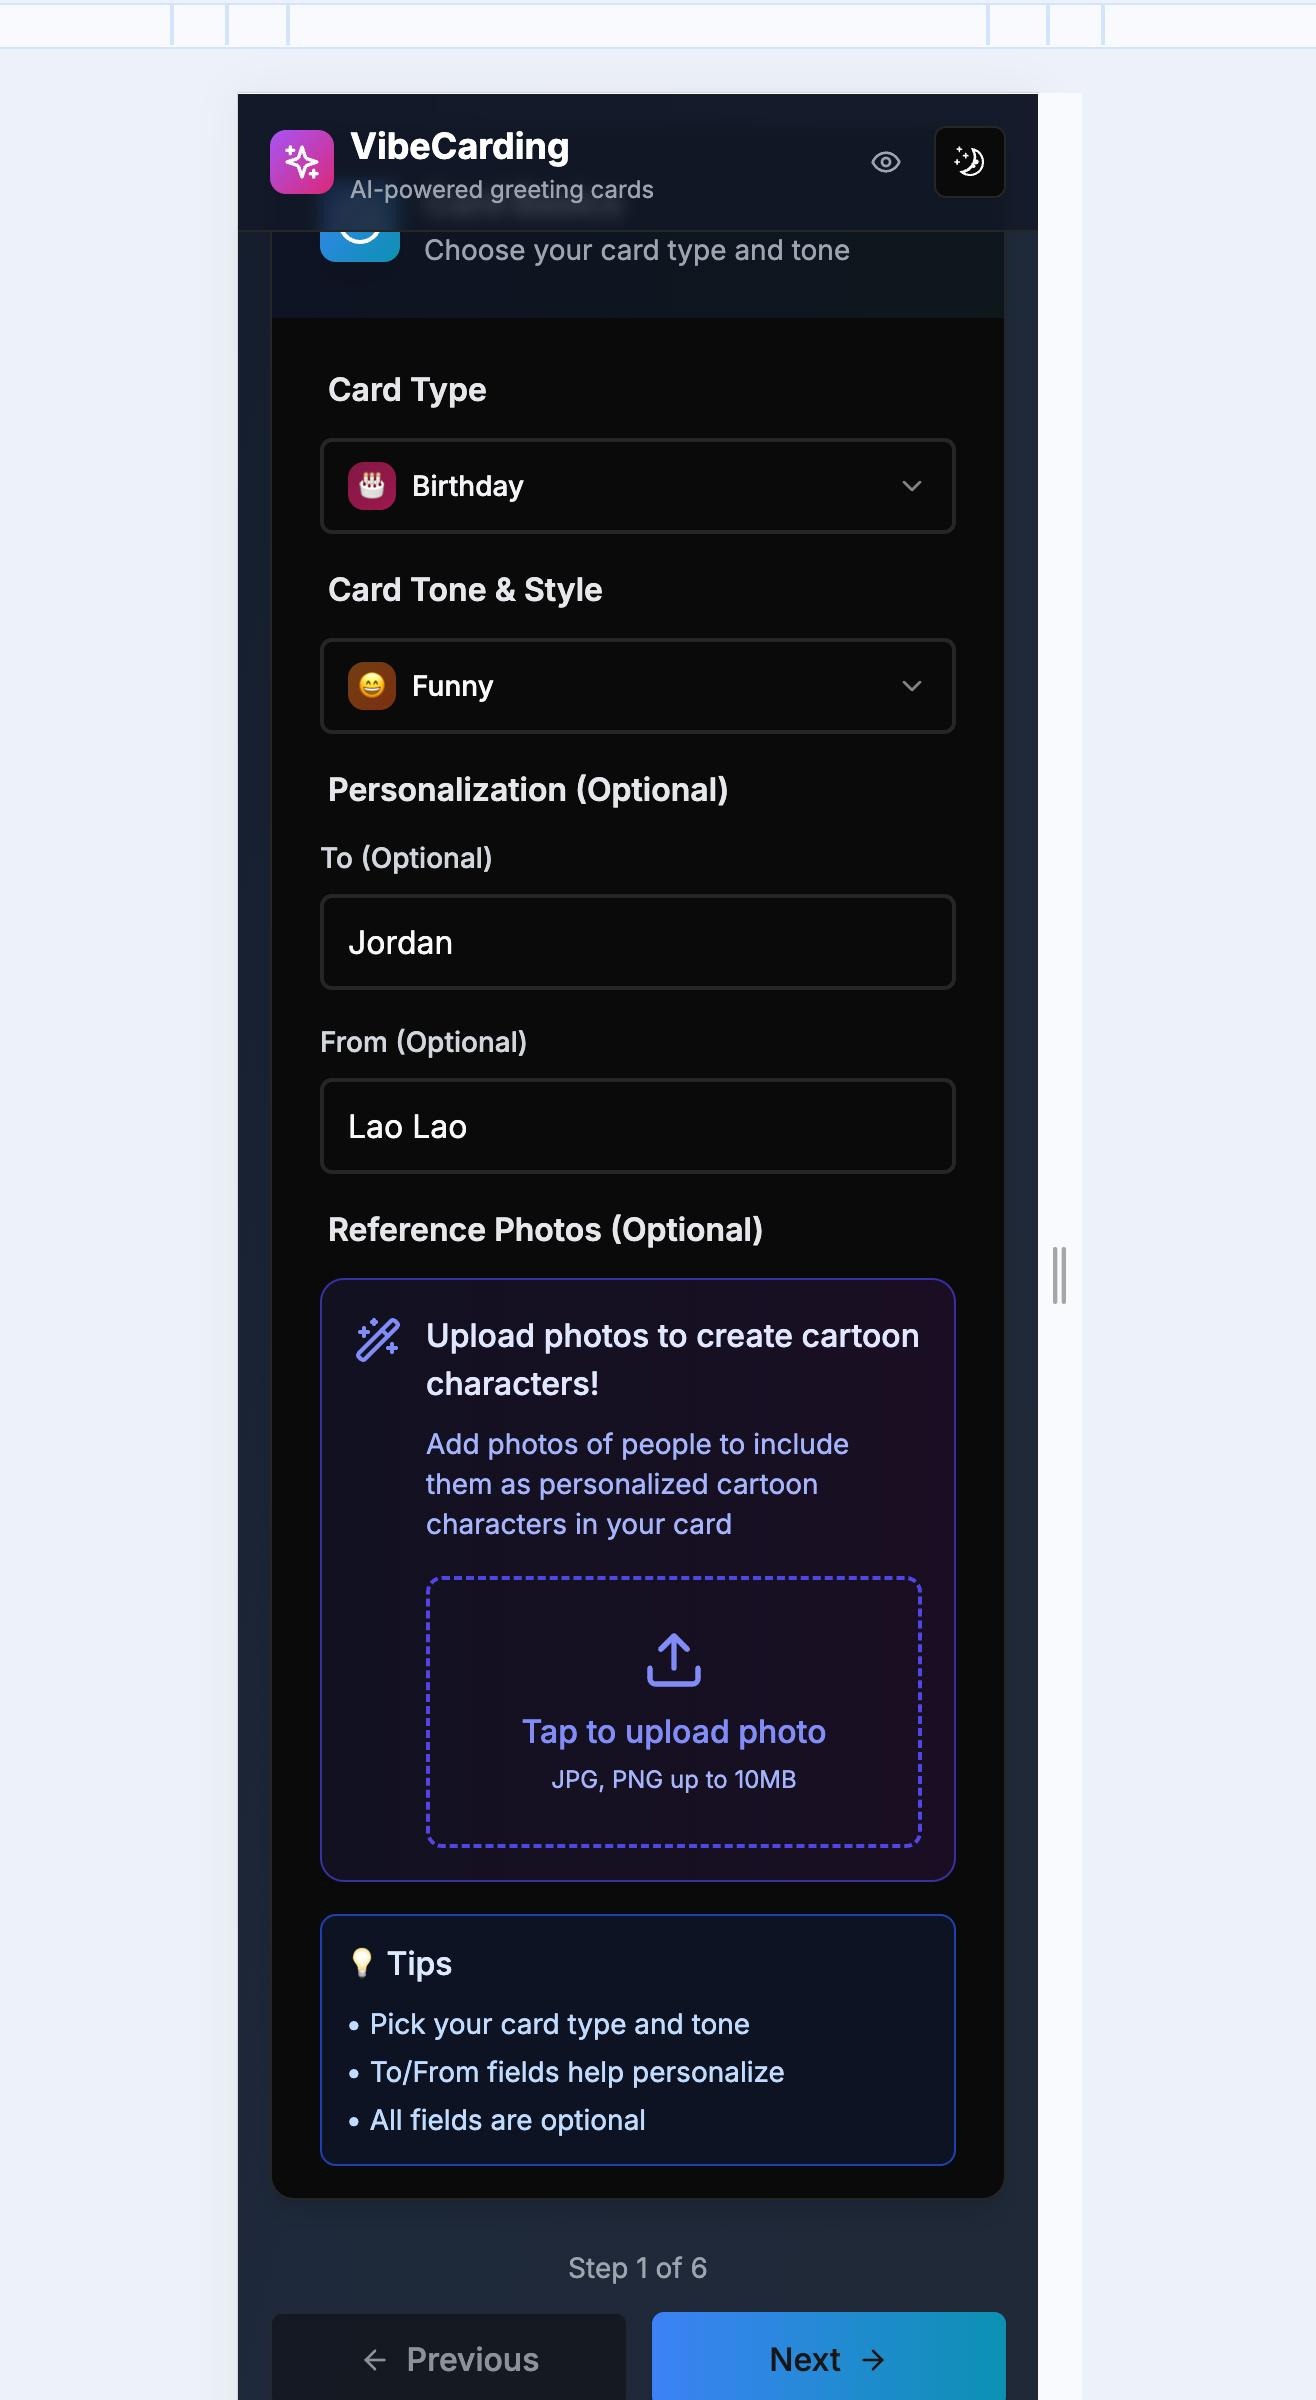 VibeCarding
AI-powered greeting cards
Choose your card type and tone
Card Type
Birthday
Card Tone & Style
Funny
Personalization (Optional)
To (Optional)
Jordan
From (Optional)
Lao Lao
Reference Photos (Optional)
Upload photos to create cartoon
characters!
Add photos of people to include
them as personalized cartoon
characters in your card
Tap to upload photo
JPG, PNG up to 10MB
💡 Tips
• Pick your card type and tone
• To/From fields help personalize
• All fields are optional
Step 1 of 6
← Previous
Next →